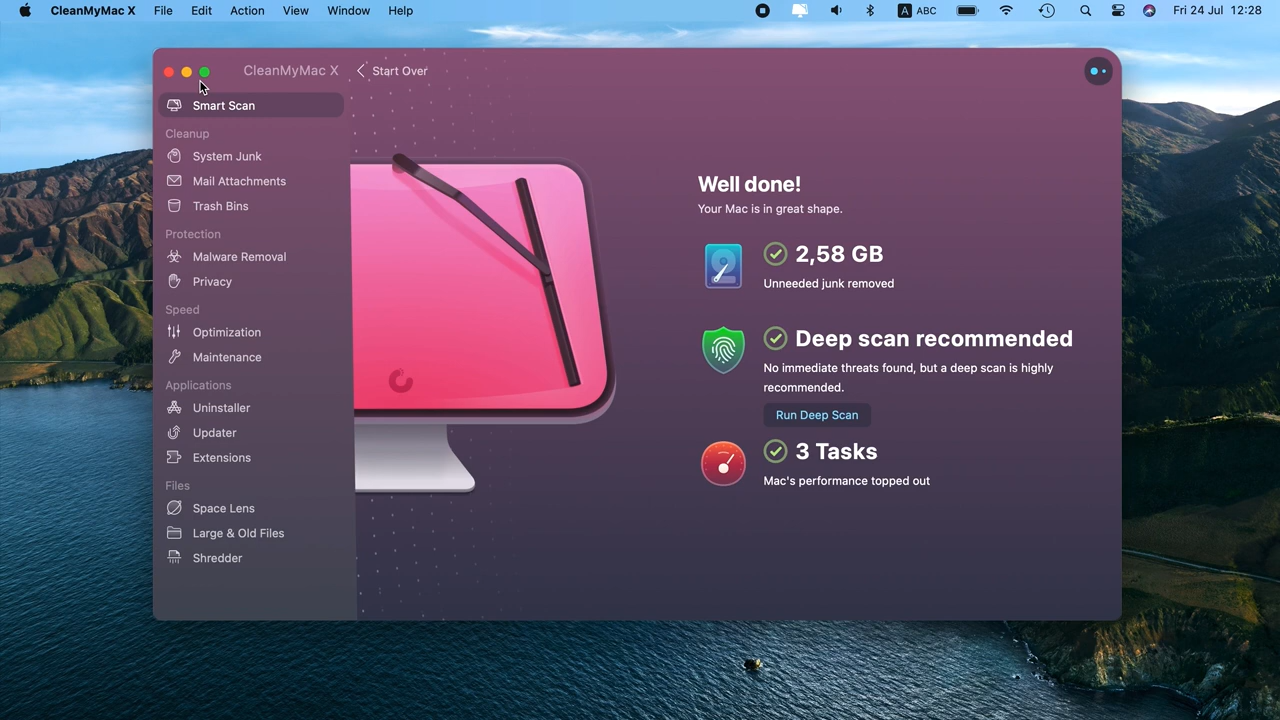 CleanMyMac X File Edit Action View Window Help A ABC Fri 24 Jul 12:28
CleanMyMac X Start Over
Smart Scan
Cleanup
System Junk
Mail Attachments
Trash Bins
Protection
Malware Removal
Privacy
Speed
Optimization
Maintenance
Applications
Uninstaller
Updater
Extensions
Files
Space Lens
Large & Old Files
Shredder
Well done!
Your Mac is in great shape.
2,58 GB
Unneeded junk removed
Deep scan recommended
No immediate threats found, but a deep scan is highly
recommended.
Run Deep Scan
3 Tasks
Mac's performance topped out